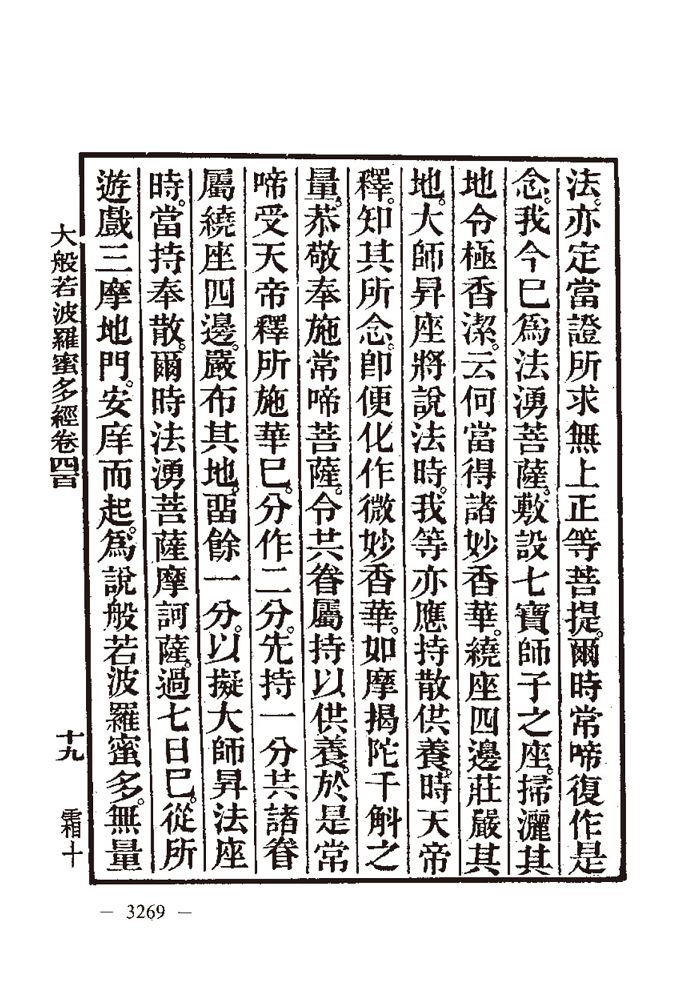 法。亦定當證所求無上正等菩提。爾時常啼復作是
念。我今已爲法湧菩薩。敷設七寶師子之座。掃灑其
地令極香潔。云何當得諸妙香華。繞座四邊莊嚴其
地。大師昇座將說法時。我等亦應持散供養。時天帝
釋。知其所念。卽便化作微妙香華。如摩揭陀千斛之
量。恭敬奉施常啼菩薩。令共眷屬持以供養。於是常
啼受天帝釋所施華已。分作二分。先持一分共諸眷
屬繞座四邊。嚴布其地。留餘一分。以擬大師昇法座
時。當持奉散。爾時法湧菩薩摩訶薩。過七日已。從所
遊戲三摩地門。安庠而起。爲說般若波羅蜜多。無量
大般若波羅蜜多經卷四百
十九
霜十
— 3269 —